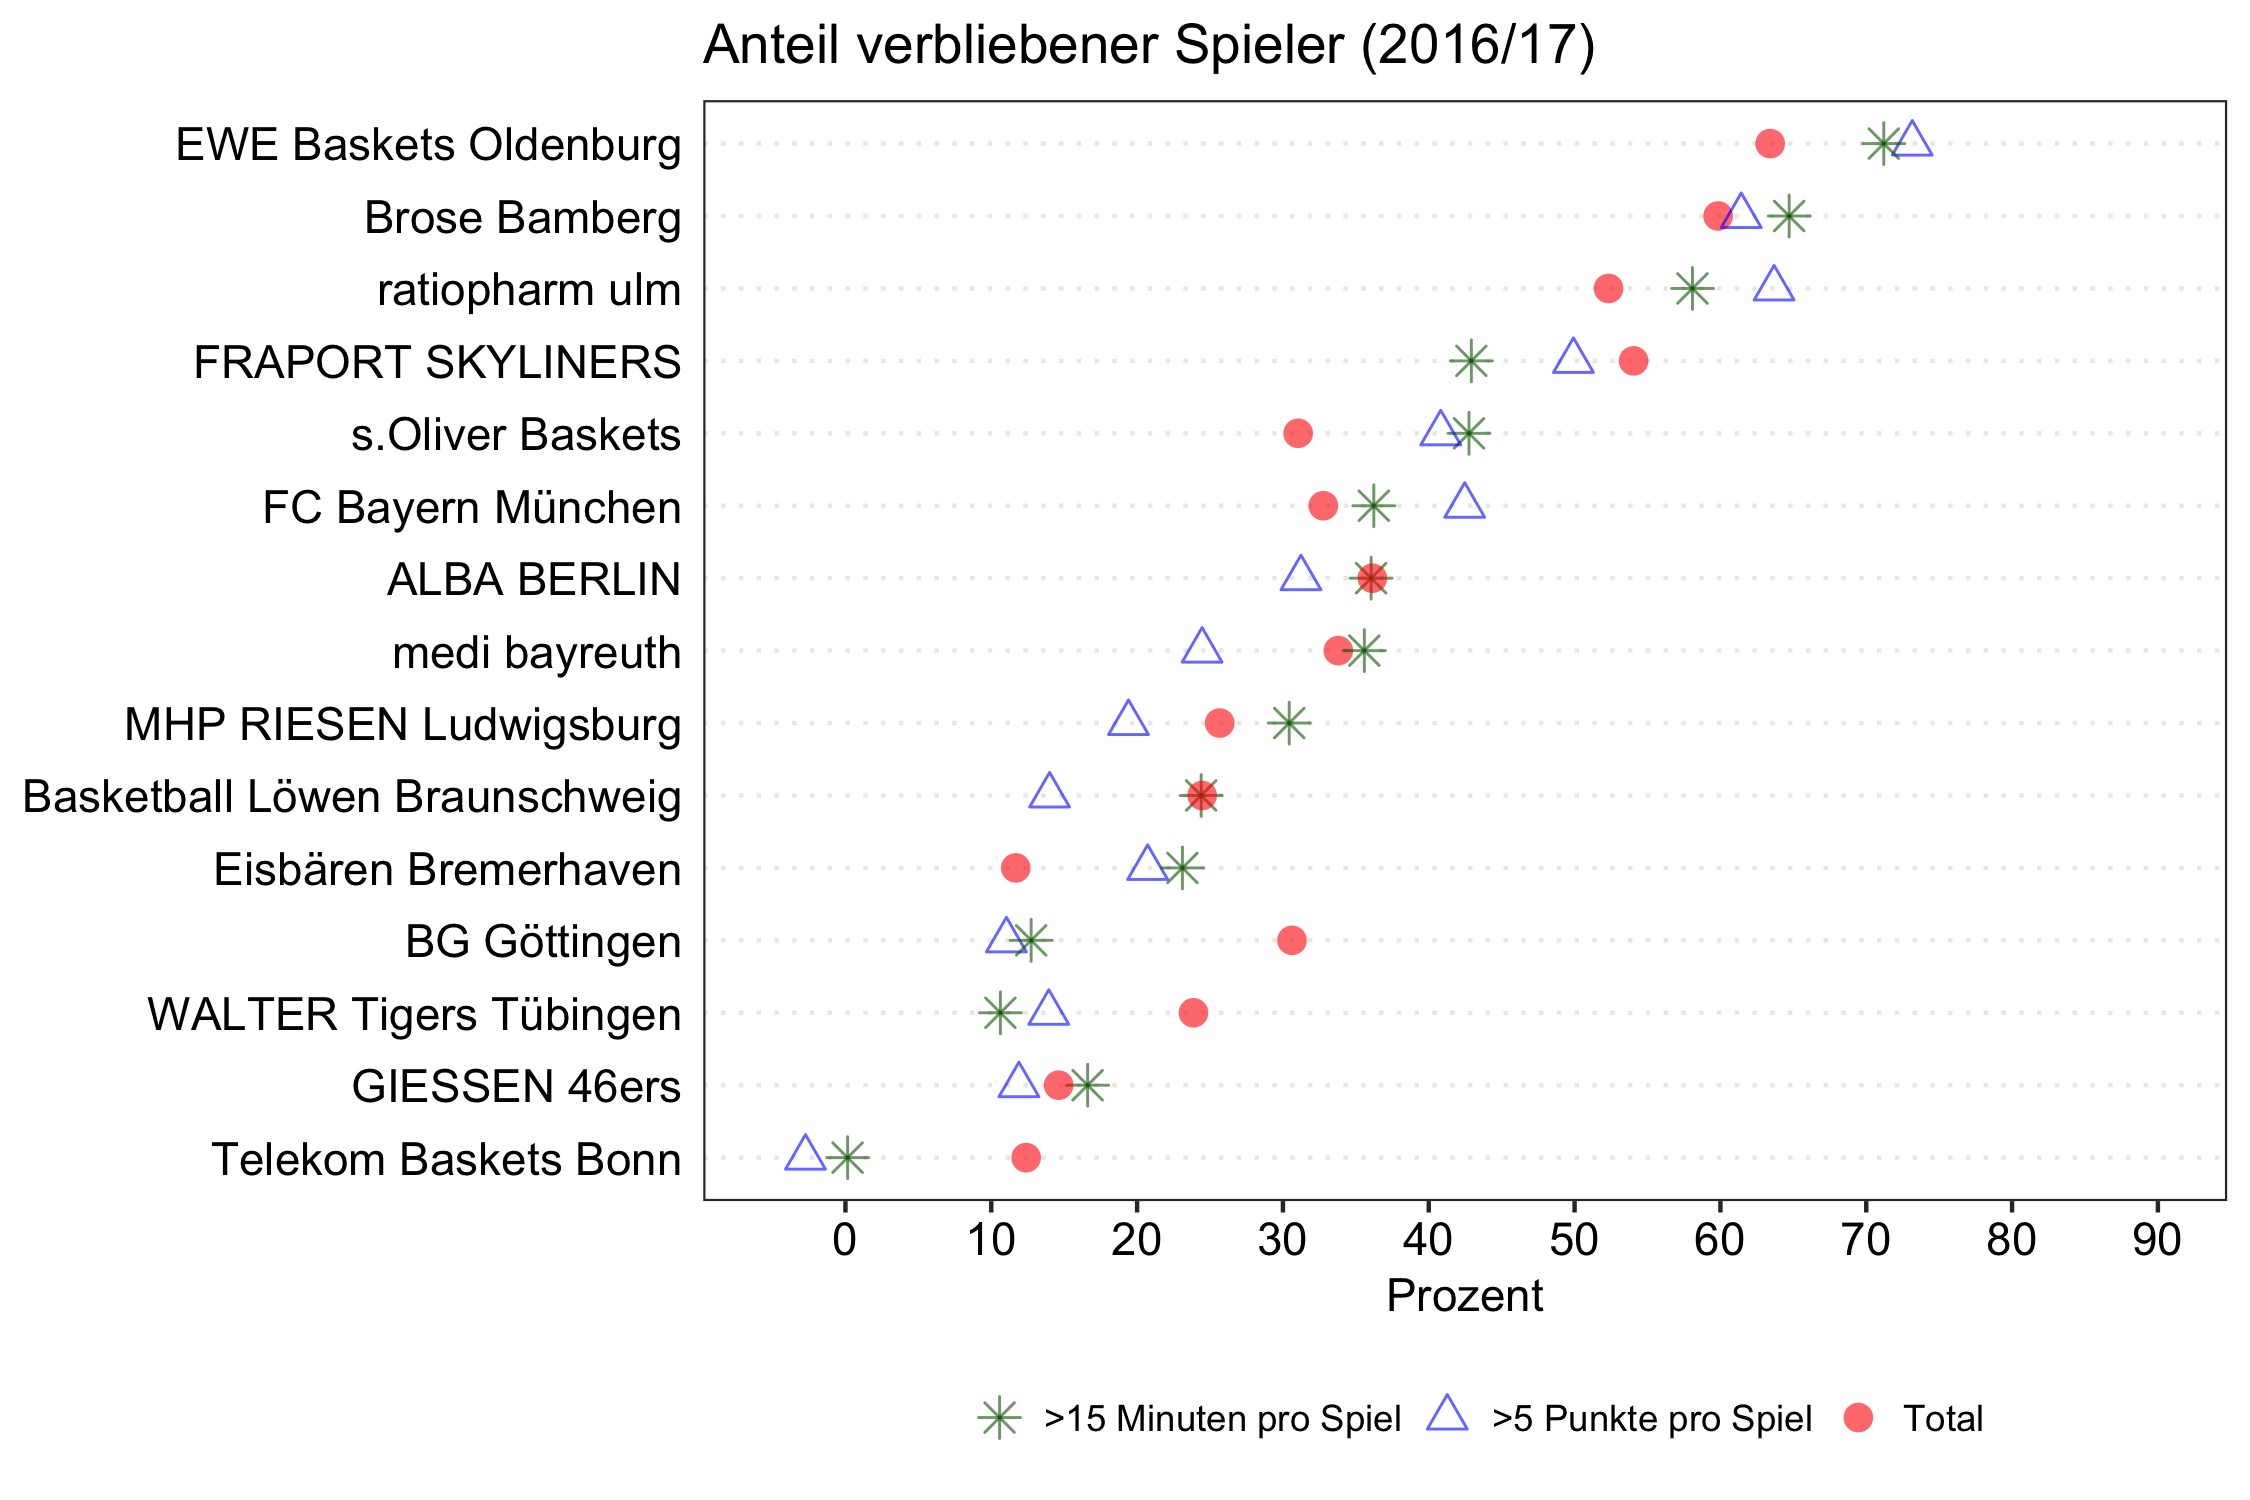 Anteil verbliebener Spieler (2016/17)
EWE Baskets Oldenburg
Brose Bamberg
ratiopharm ulm
FRAPORT SKYLINERS
s.Oliver Baskets
FC Bayern München
ALBA BERLIN
medi bayreuth
MHP RIESEN Ludwigsburg
Basketball Löwen Braunschweig
Eisbären Bremerhaven
BG Göttingen
WALTER Tigers Tübingen
GIESSEN 46ers
Telekom Baskets Bonn
0 10 20 30 40 50 60 70 80 90
Prozent
>15 Minuten pro Spiel >5 Punkte pro Spiel Total